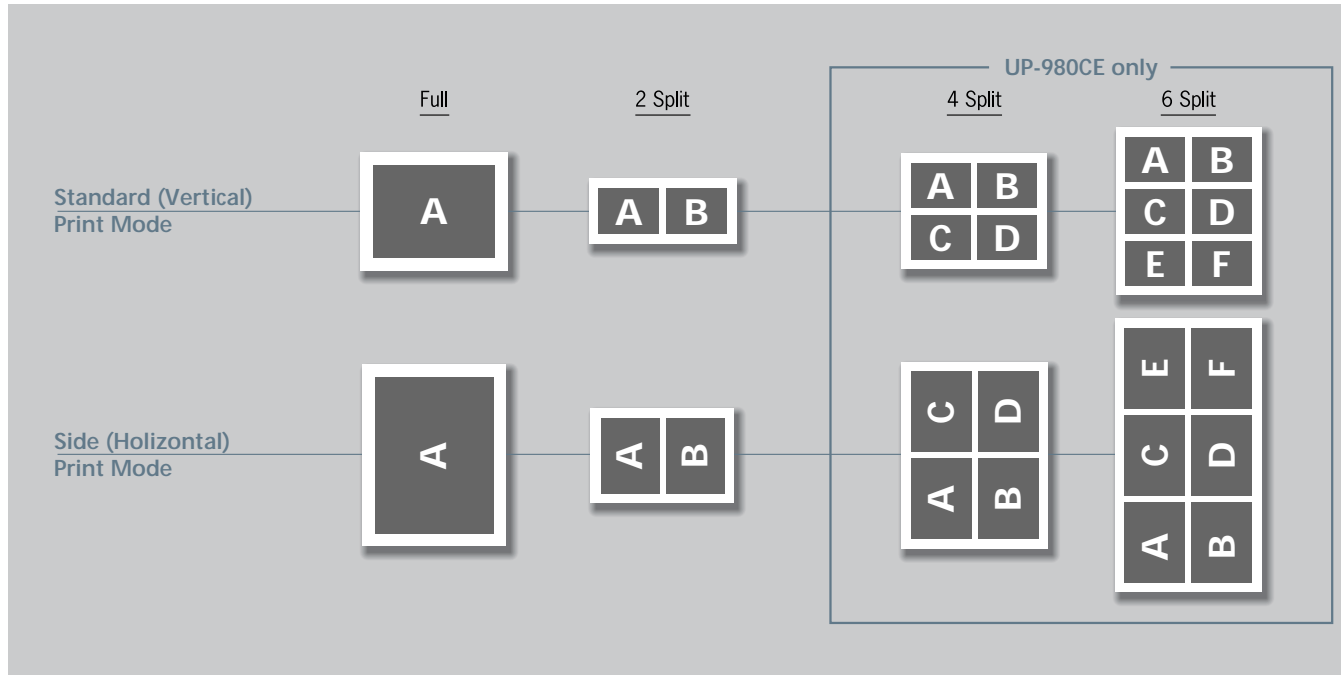 UP-980CE only
Full 2 Split 4 Split 6 Split
Standard (Vertical)
Print Mode
A
A B
A B
C D
A B
C D
E F
Side (Holizontal)
Print Mode
A
A B
C D
A B
E F
C D
A B